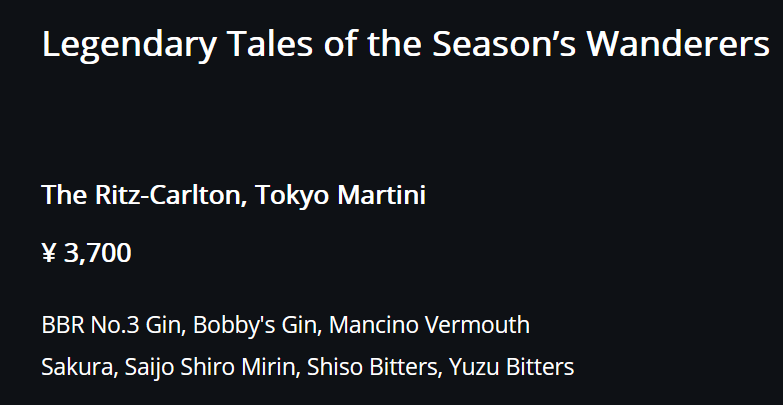 Legendary Tales of the Season’s Wanderers
The Ritz-Carlton, Tokyo Martini
¥ 3,700
BBR No.3 Gin, Bobby's Gin, Mancino Vermouth
Sakura, Saijo Shiro Mirin, Shiso Bitters, Yuzu Bitters